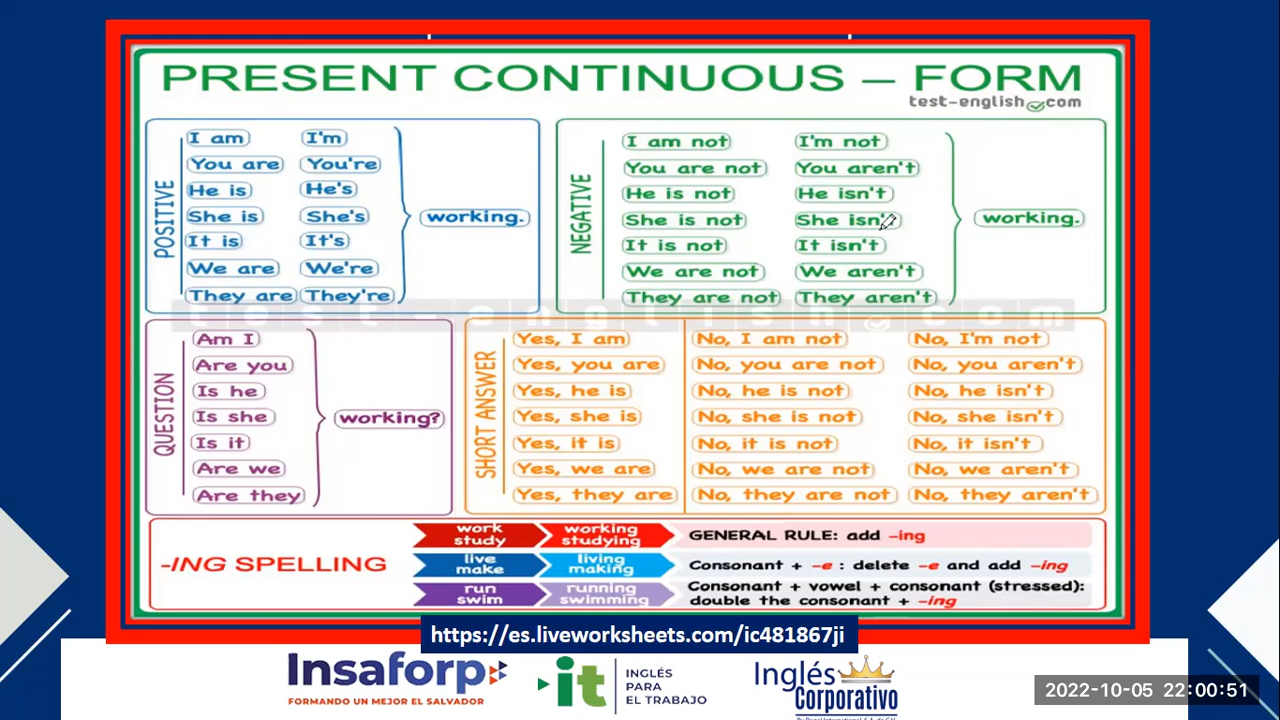 PRESENT CONTINUOUS – FORM
test-english.com
POSITIVE
I am I'm
You are You're
He is He's
She is She's
It is It's
We are We're
They are They're
working.
NEGATIVE
I am not I'm not
You are not You aren't
He is not He isn't
She is not She isn't
It is not It isn't
We are not We aren't
They are not They aren't
working.
test-english.com
QUESTION
Am I
Are you
Is he
Is she
Is it
Are we
Are they
working?
SHORT ANSWER
Yes, I am No, I am not No, I'm not
Yes, you are No, you are not No, you aren't
Yes, he is No, he is not No, he isn't
Yes, she is No, she is not No, she isn't
Yes, it is No, it is not No, it isn't
Yes, we are No, we are not No, we aren't
Yes, they are No, they are not No, they aren't
-ING SPELLING
work working
study studying
GENERAL RULE: add -ing
live living
make making
Consonant + -e : delete -e and add -ing
run running
swim swimming
Consonant + vowel + consonant (stressed):
double the consonant + -ing
https://es.liveworksheets.com/ic481867ji
Insaforp
FORMANDO UN MEJOR EL SALVADOR
it
INGLÉS
PARA
EL TRABAJO
Inglés
Corporativo
2022-10-05 22:00:51